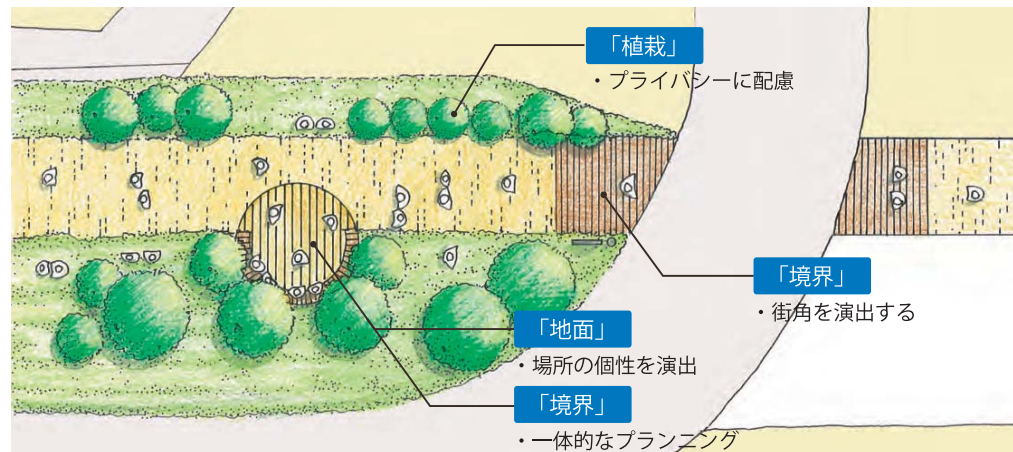 「植栽」
・プライバシーに配慮
「境界」
・街角を演出する
「地面」
・場所の個性を演出
「境界」
・一体的なプランニング